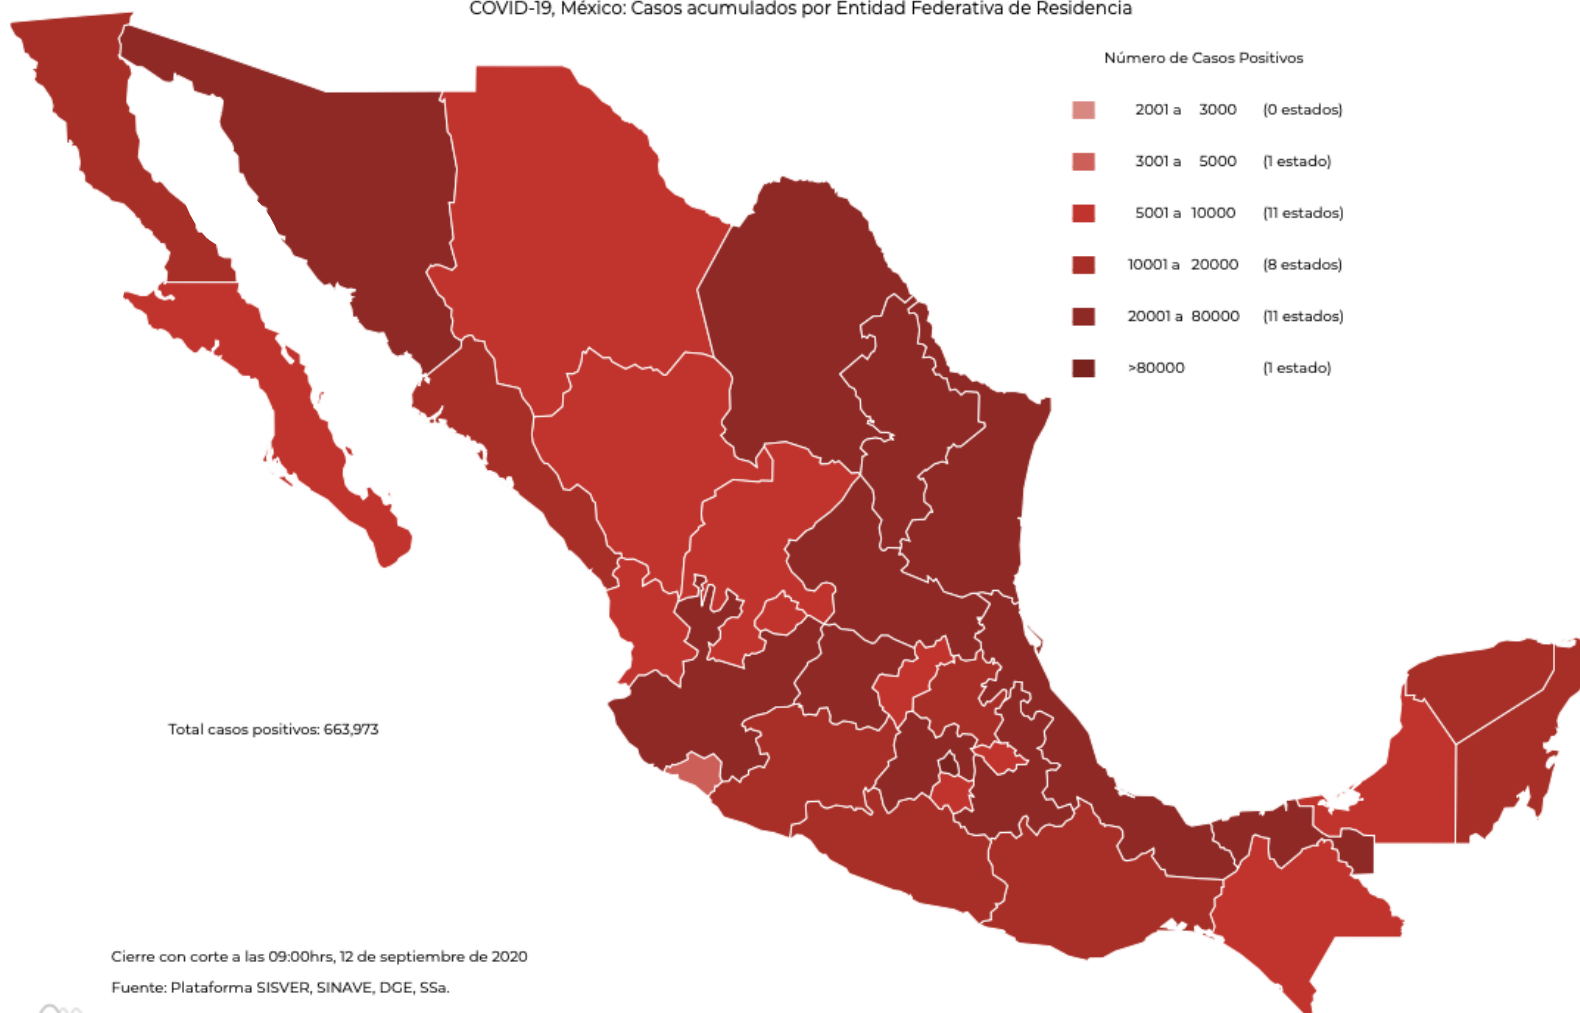 COVID-19, México: Casos acumulados por Entidad Federativa de Residencia
Número de Casos Positivos
2001 a 3000 (0 estados)
3001 a 5000 (1 estado)
5001 a 10000 (11 estados)
10001 a 20000 (8 estados)
20001 a 80000 (11 estados)
>80000 (1 estado)
Total casos positivos: 663,973
Cierre con corte a las 09:00hrs, 12 de septiembre de 2020
Fuente: Plataforma SISVER, SINAVE, DGE, SSa.